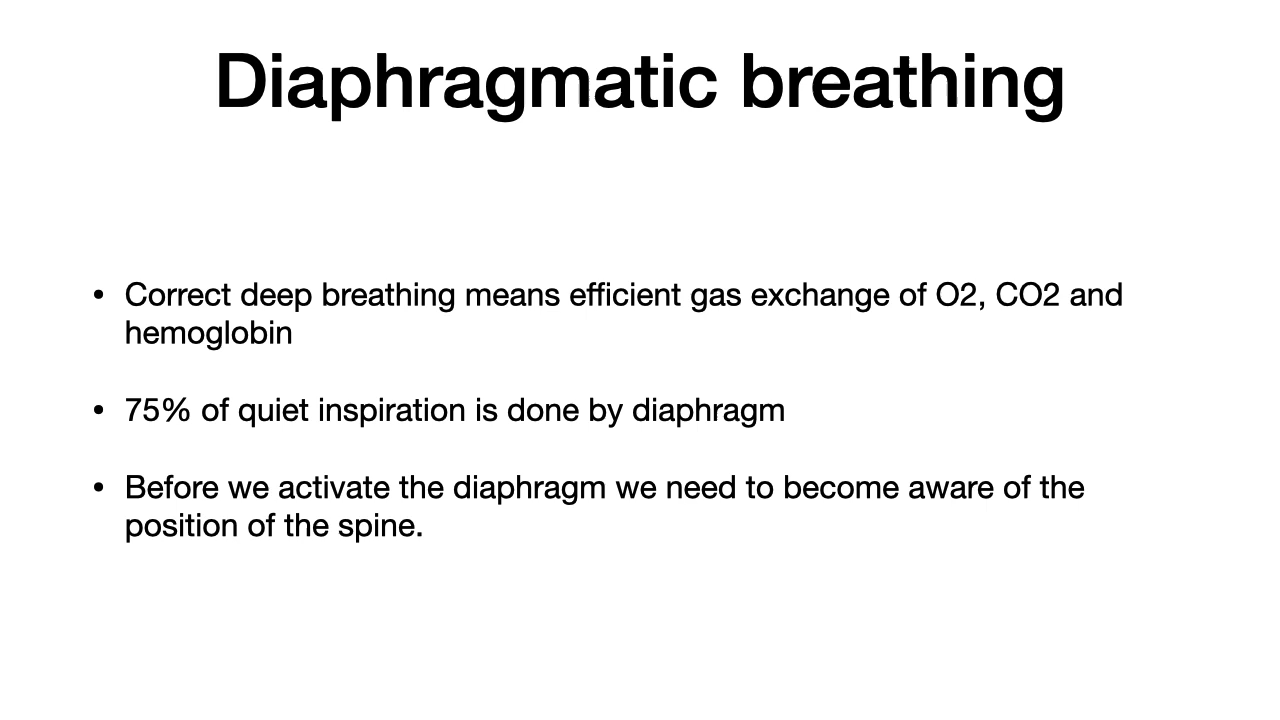 Diaphragmatic breathing
• Correct deep breathing means efficient gas exchange of O2, CO2 and
hemoglobin
• 75% of quiet inspiration is done by diaphragm
• Before we activate the diaphragm we need to become aware of the
position of the spine.